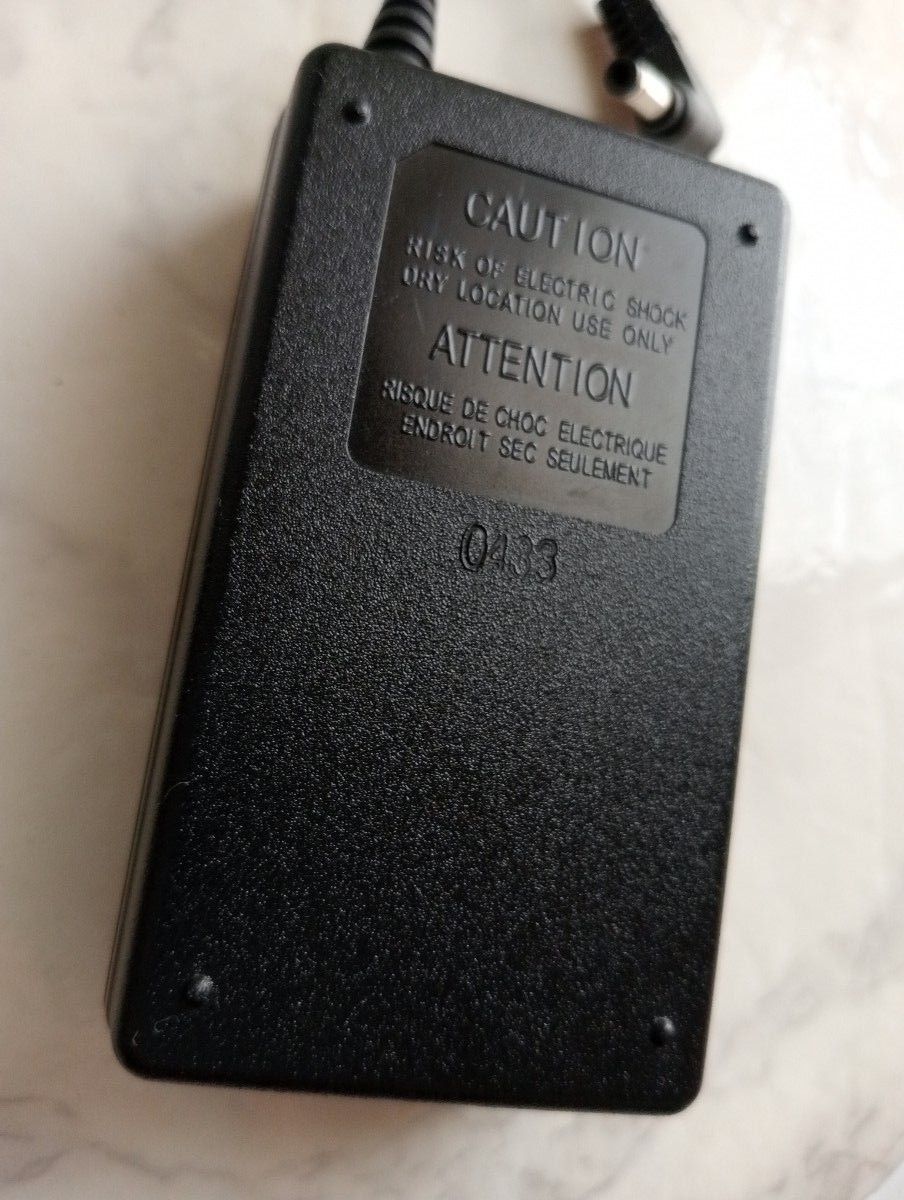 CAUTION
RISK OF ELECTRIC SHOCK
DRY LOCATION USE ONLY
ATTENTION
RISQUE DE CHOC ELECTRIQUE
ENDROIT SEC SEULEMENT
0433